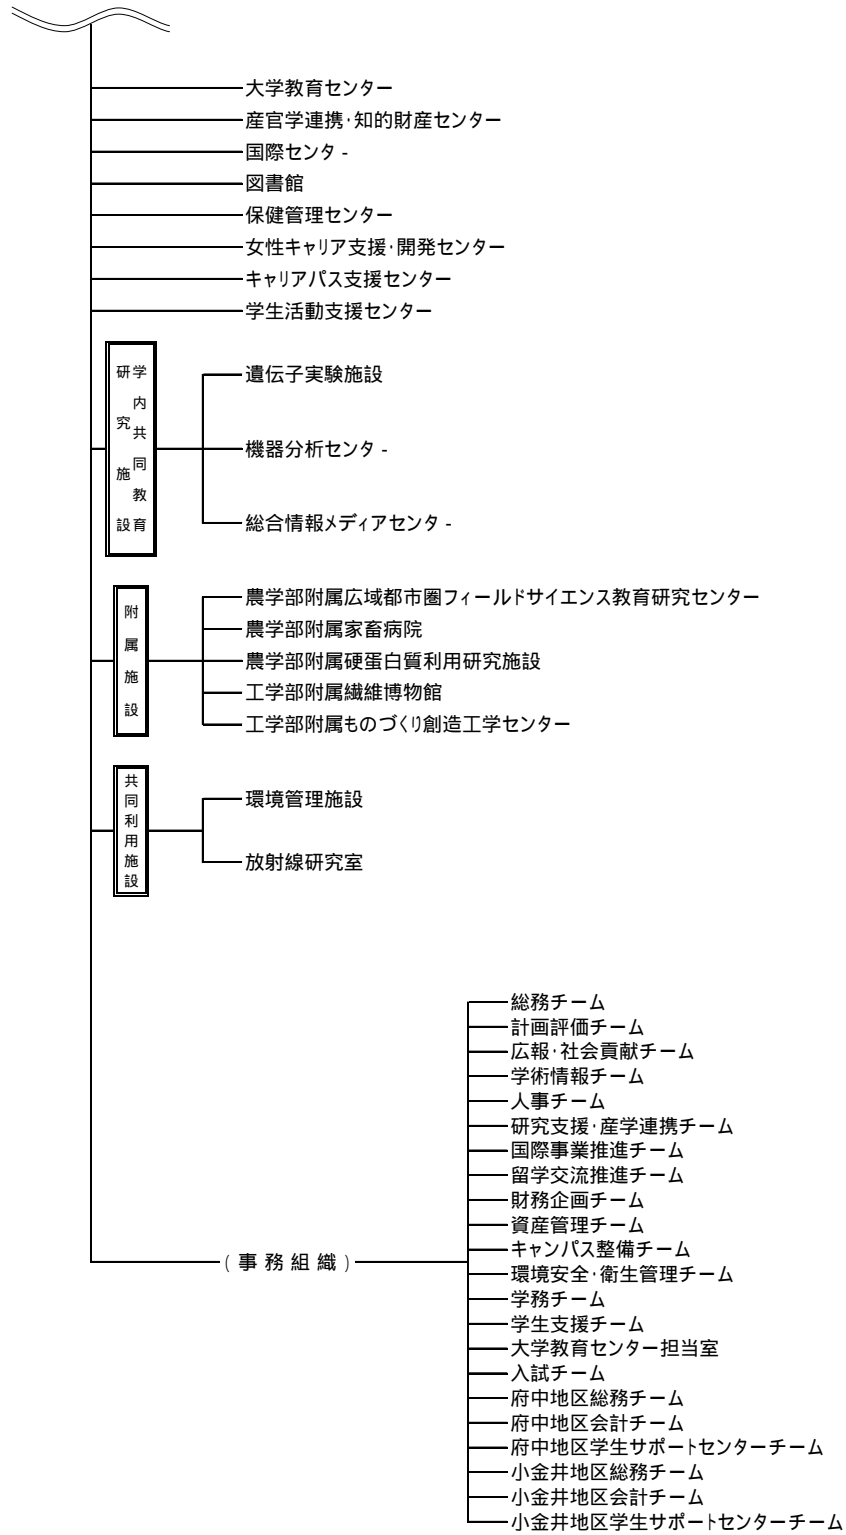 大学教育センター
産官学連携・知的財産センター
国際センタ-
図書館
保健管理センター
女性キャリア支援・開発センター
キャリアパス支援センター
学生活動支援センター
学内共同教育
研究施設
遺伝子実験施設
機器分析センタ-
総合情報メディアセンタ-
附属施設
農学部附属広域都市圏フィールドサイエンス教育研究センター
農学部附属家畜病院
農学部附属硬蛋白質利用研究施設
工学部附属繊維博物館
工学部附属ものづくり創造工学センター
共同利用施設
環境管理施設
放射線研究室
(事務組織)
総務チーム
計画評価チーム
広報・社会貢献チーム
学術情報チーム
人事チーム
研究支援・産学連携チーム
国際事業推進チーム
留学交流推進チーム
財務企画チーム
資産管理チーム
キャンパス整備チーム
環境安全・衛生管理チーム
学務チーム
学生支援チーム
大学教育センター担当室
入試チーム
府中地区総務チーム
府中地区会計チーム
府中地区学生サポートセンターチーム
小金井地区総務チーム
小金井地区会計チーム
小金井地区学生サポートセンターチーム